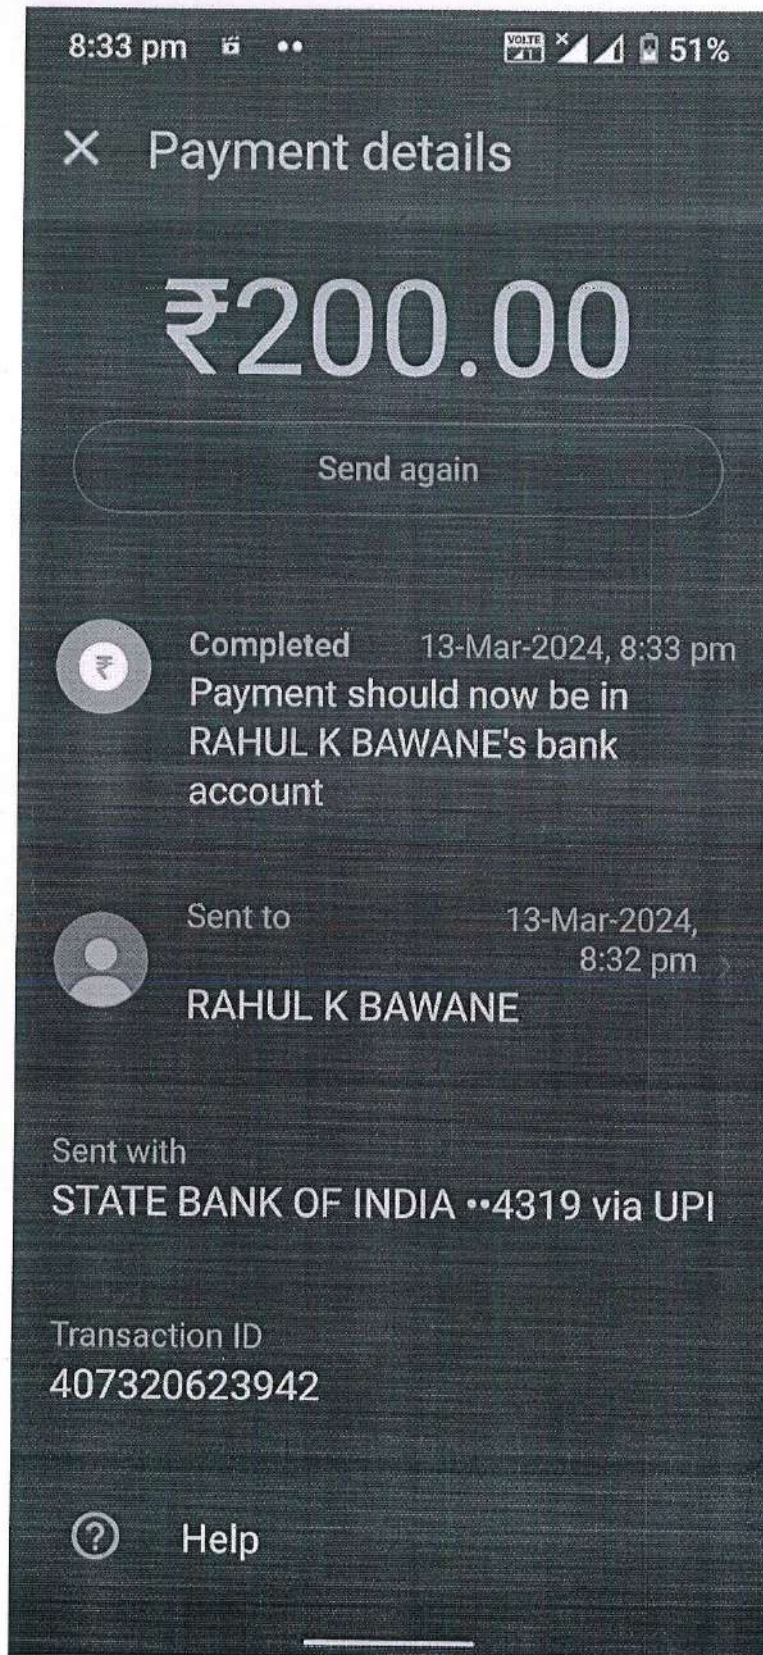 8:33 pm
VOLTE 1 51%
Payment details
₹200.00
Send again
Completed 13-Mar-2024, 8:33 pm
Payment should now be in
RAHUL K BAWANE's bank
account
Sent to 13-Mar-2024,
8:32 pm
RAHUL K BAWANE
Sent with
STATE BANK OF INDIA ••4319 via UPI
Transaction ID
407320623942
Help